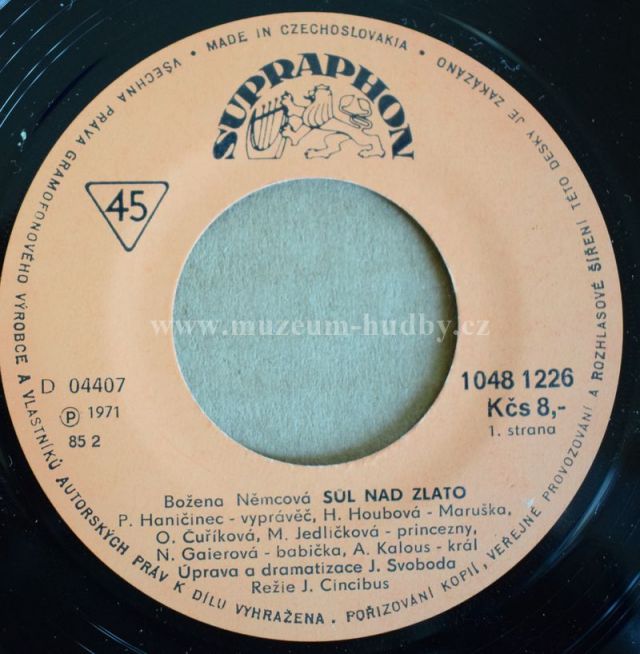 VŠECHNA PRÁVA GRAMOFONOVÉHO VÝROBCE A VLASTNÍKŮ AUTORSKÝCH PRÁV K DÍLU VYHRAŽENA. POŘIZOVÁNÍ KOPIÍ, VEŘEJNÉ PROVOZOVÁNÍ A ROZHLASOVÉ ŠÍŘENÍ TÉTO DESKY JE ZAKÁZÁNO • MADE IN CZECHOSLOVAKIA •
SUPRAPHON
45
www.muzeum-hudby.cz
D 04407
Ⓟ 1971
85 2
1048 1226
Kčs 8,-
1. strana
Božena Němcová SŮL NAD ZLATO
P. Haničinec - vyprávěč, H. Houbová - Maruška,
O. Čuříková, M. Jedličková - princezny,
N. Gaierová - babička, A. Kalous - král
Úprava a dramatizace J. Svoboda
Režie J. Cincibus